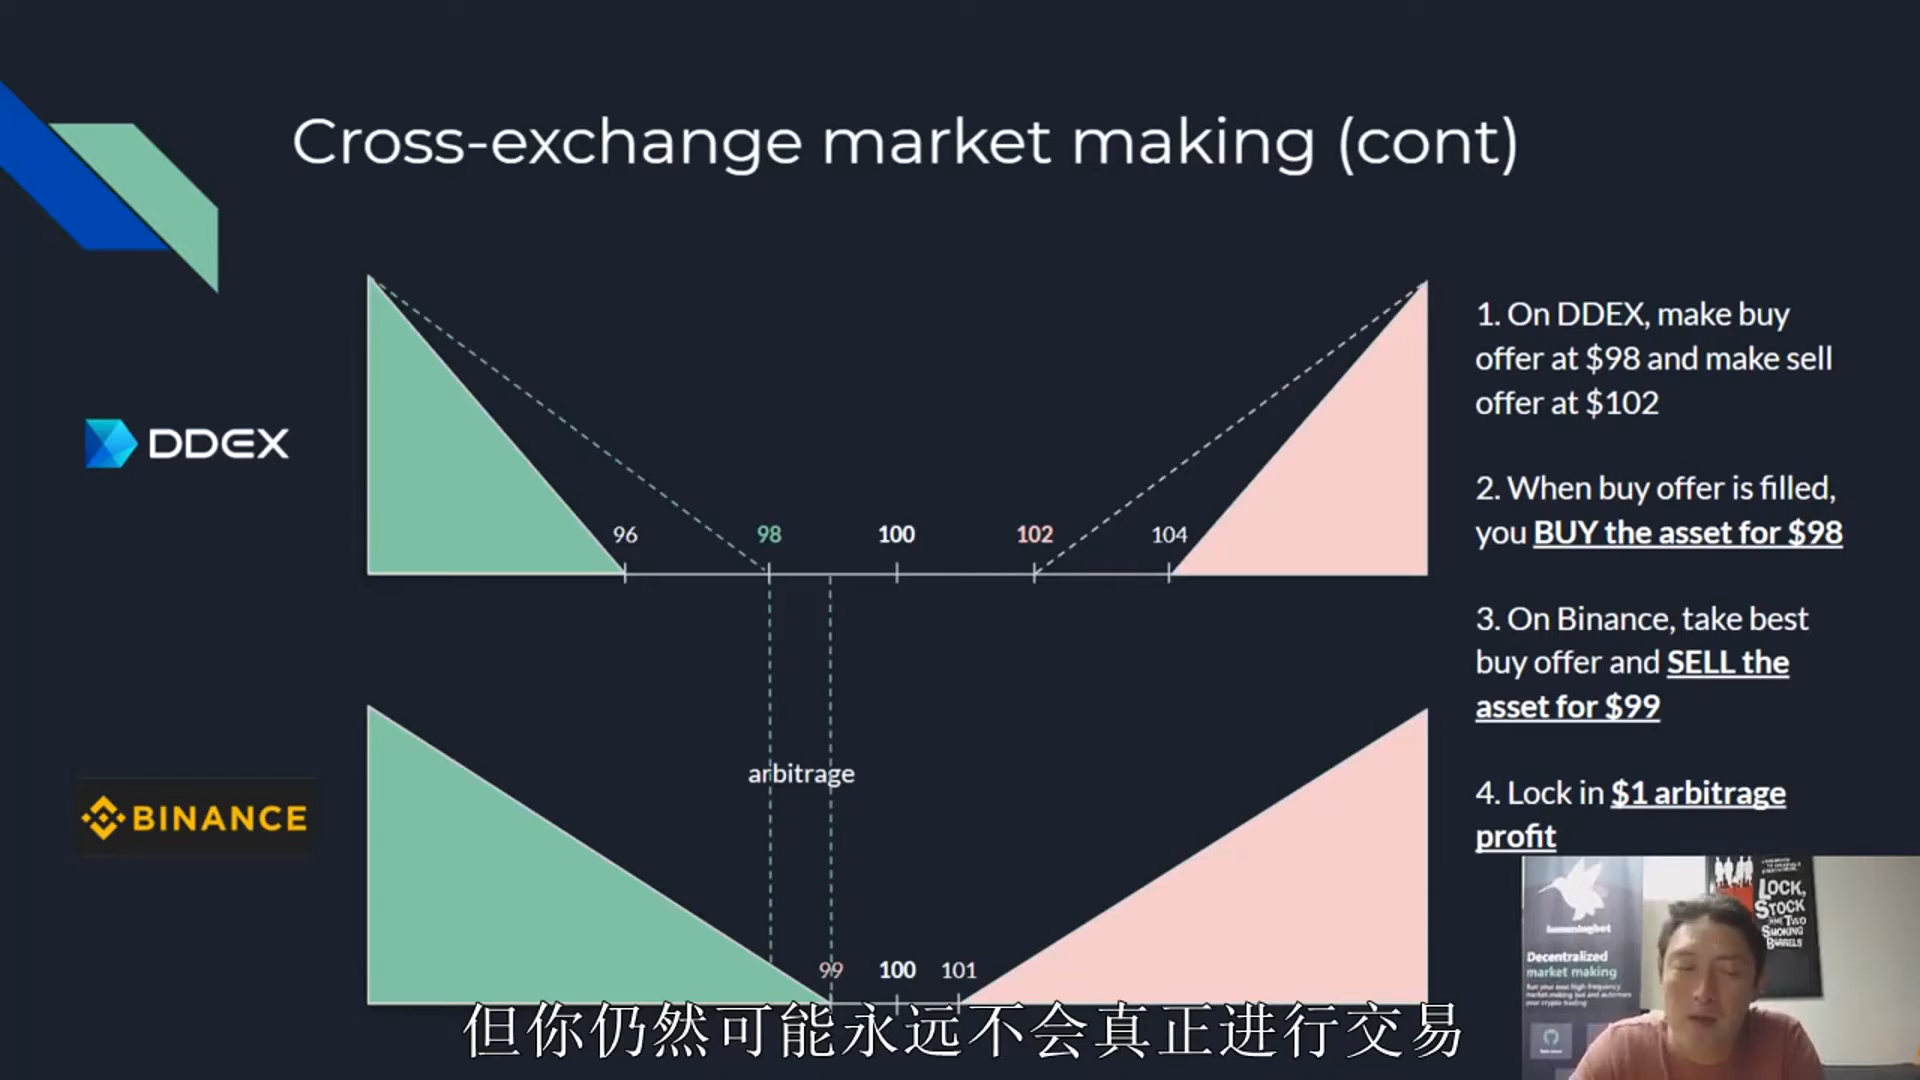 Cross-exchange market making (cont)
DDEX
96
98
100
102
104
1. On DDEX, make buy
offer at $98 and make sell
offer at $102
2. When buy offer is filled,
you BUY the asset for $98
3. On Binance, take best
buy offer and SELL the
asset for $99
4. Lock in $1 arbitrage
profit
arbitrage
BINANCE
99
100
101
但你仍然可能永远不会真正进行交易
hummingbot
Decentralized
market making
LOCK,
STOCK
AND TWO
SMOKING
BARRELS